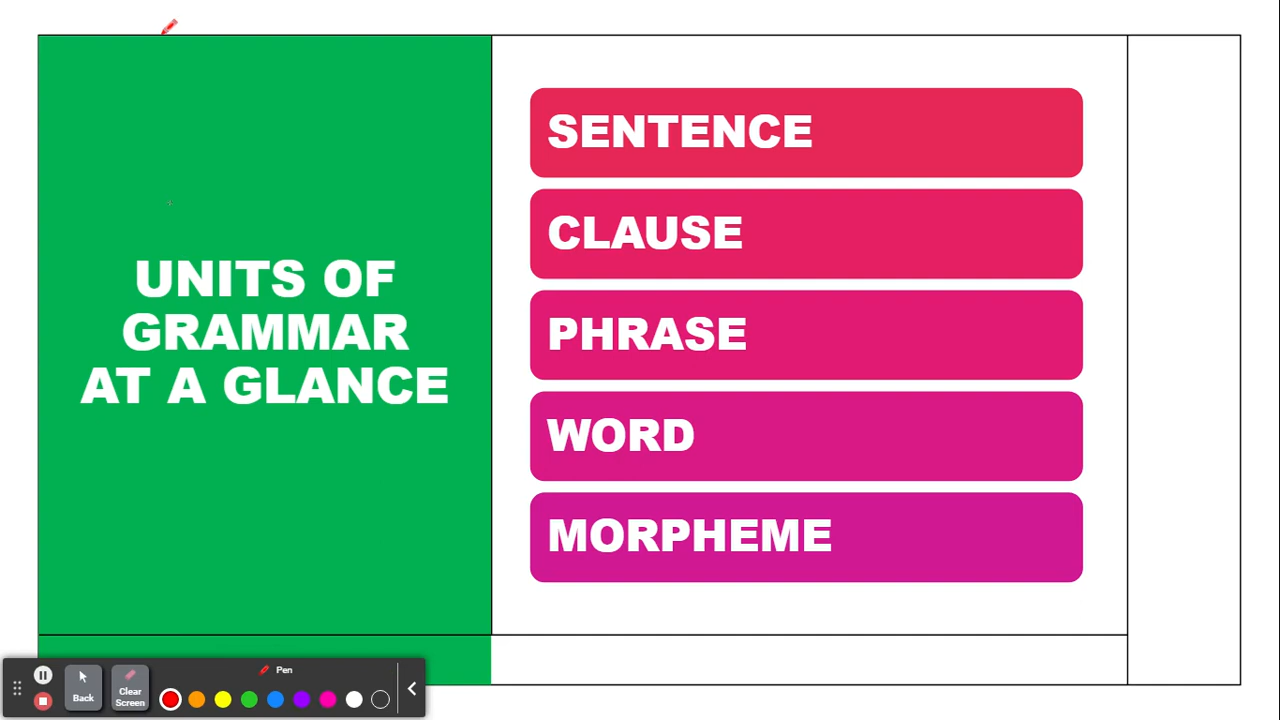 UNITS OF
GRAMMAR
AT A GLANCE
SENTENCE
CLAUSE
PHRASE
WORD
MORPHEME
Pen
Back
Clear
Screen